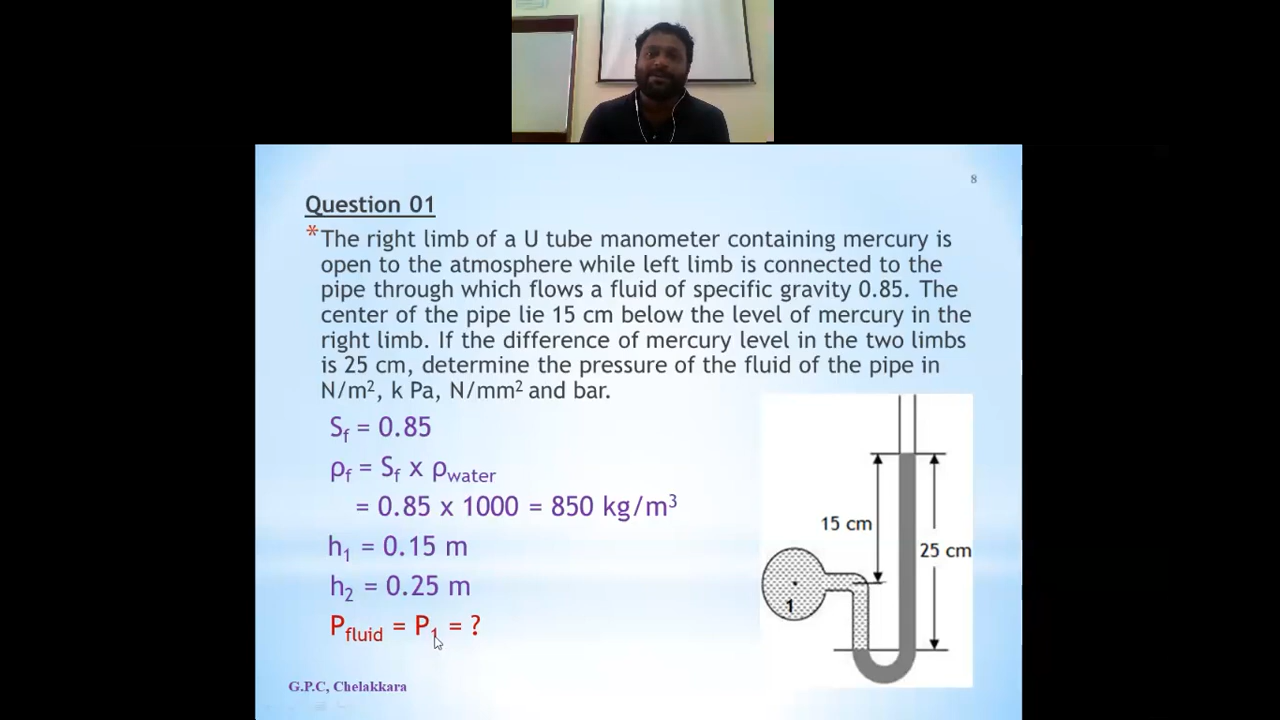 8
Question 01
*The right limb of a U tube manometer containing mercury is
open to the atmosphere while left limb is connected to the
pipe through which flows a fluid of specific gravity 0.85. The
center of the pipe lie 15 cm below the level of mercury in the
right limb. If the difference of mercury level in the two limbs
is 25 cm, determine the pressure of the fluid of the pipe in
N/m², k Pa, N/mm² and bar.
S_f = 0.85
ρ_f = S_f x ρ_water
= 0.85 x 1000 = 850 kg/m³
h₁ = 0.15 m
h₂ = 0.25 m
P_fluid = P₁ = ?
15 cm
25 cm
1
G.P.C, Chelakkara